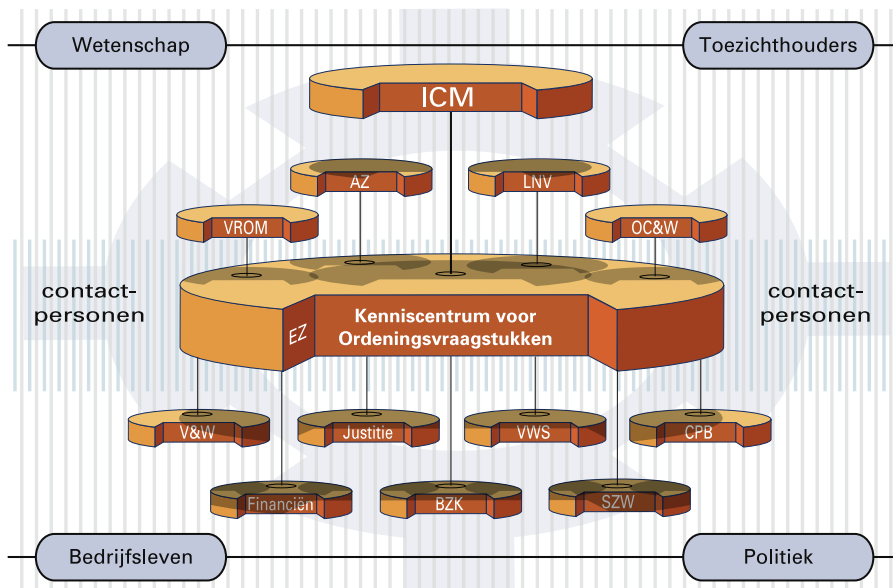 Wetenschap
Toezichthouders
ICM
AZ
LNV
VROM
OC&W
contact-
personen
EZ
Kenniscentrum voor
Ordeningsvraagstukken
contact-
personen
V&W
Justitie
VWS
CPB
Financiën
BZK
SZW
Bedrijfsleven
Politiek